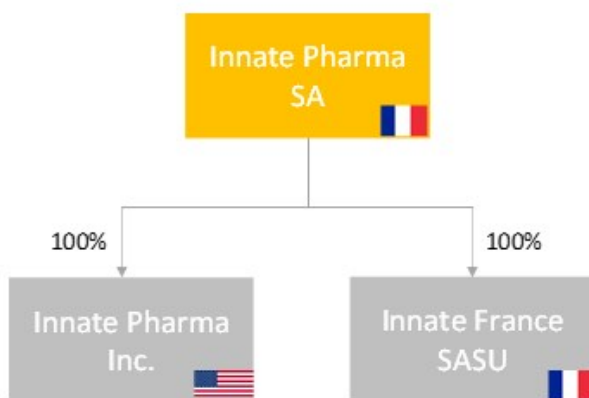 Innate Pharma
SA
100%
100%
Innate Pharma
Inc.
Innate France
SASU